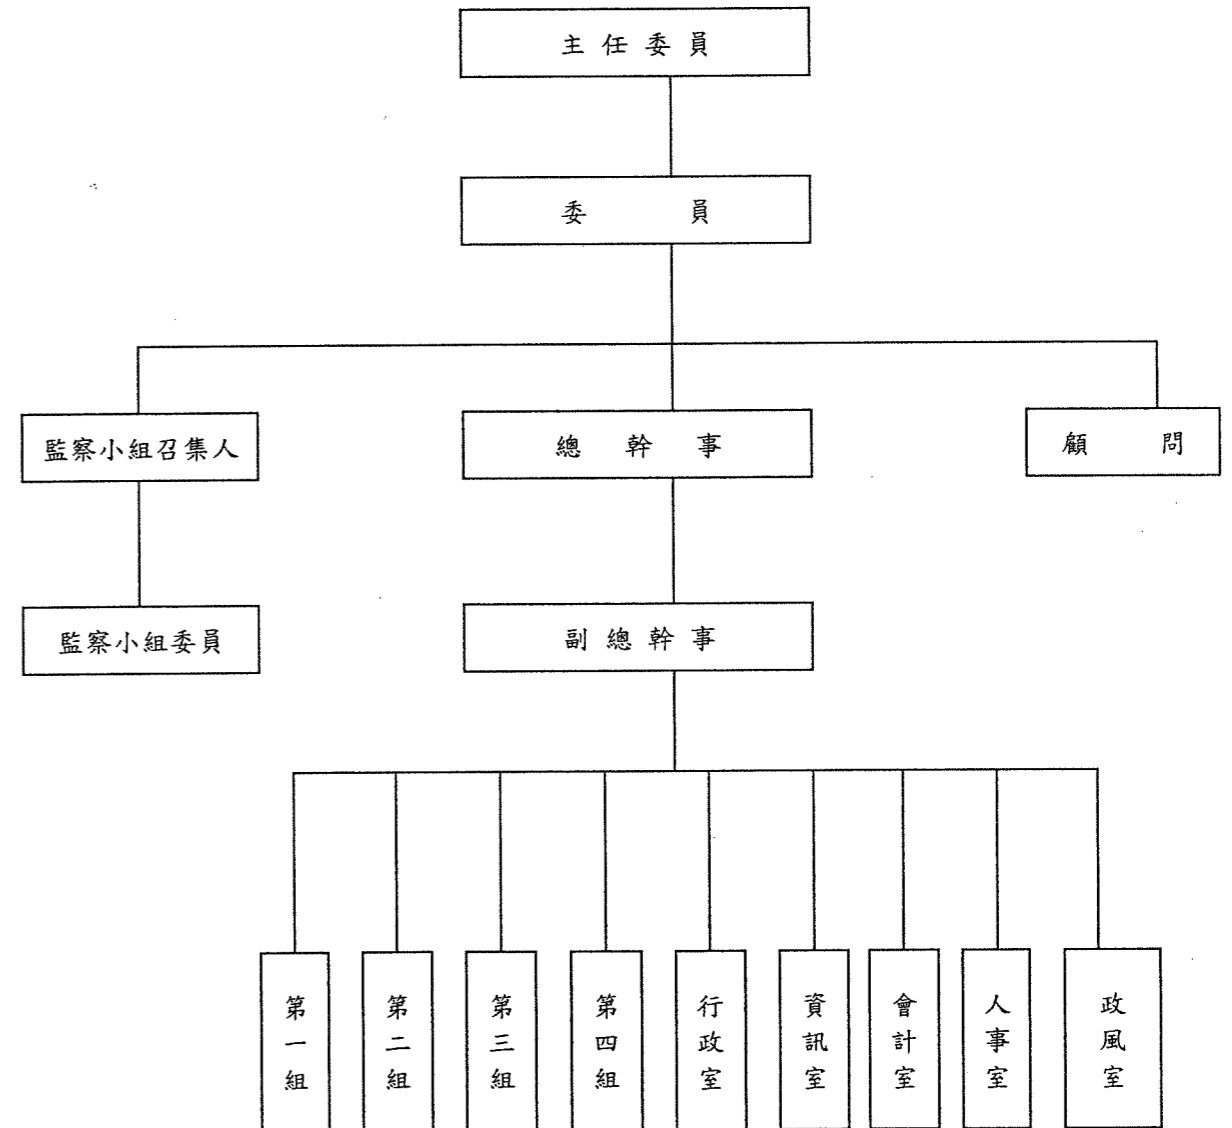 主任委員
委員
監察小組召集人
總幹事
顧問
監察小組委員
副總幹事
第一組
第二組
第三組
第四組
行政室
資訊室
會計室
人事室
政風室